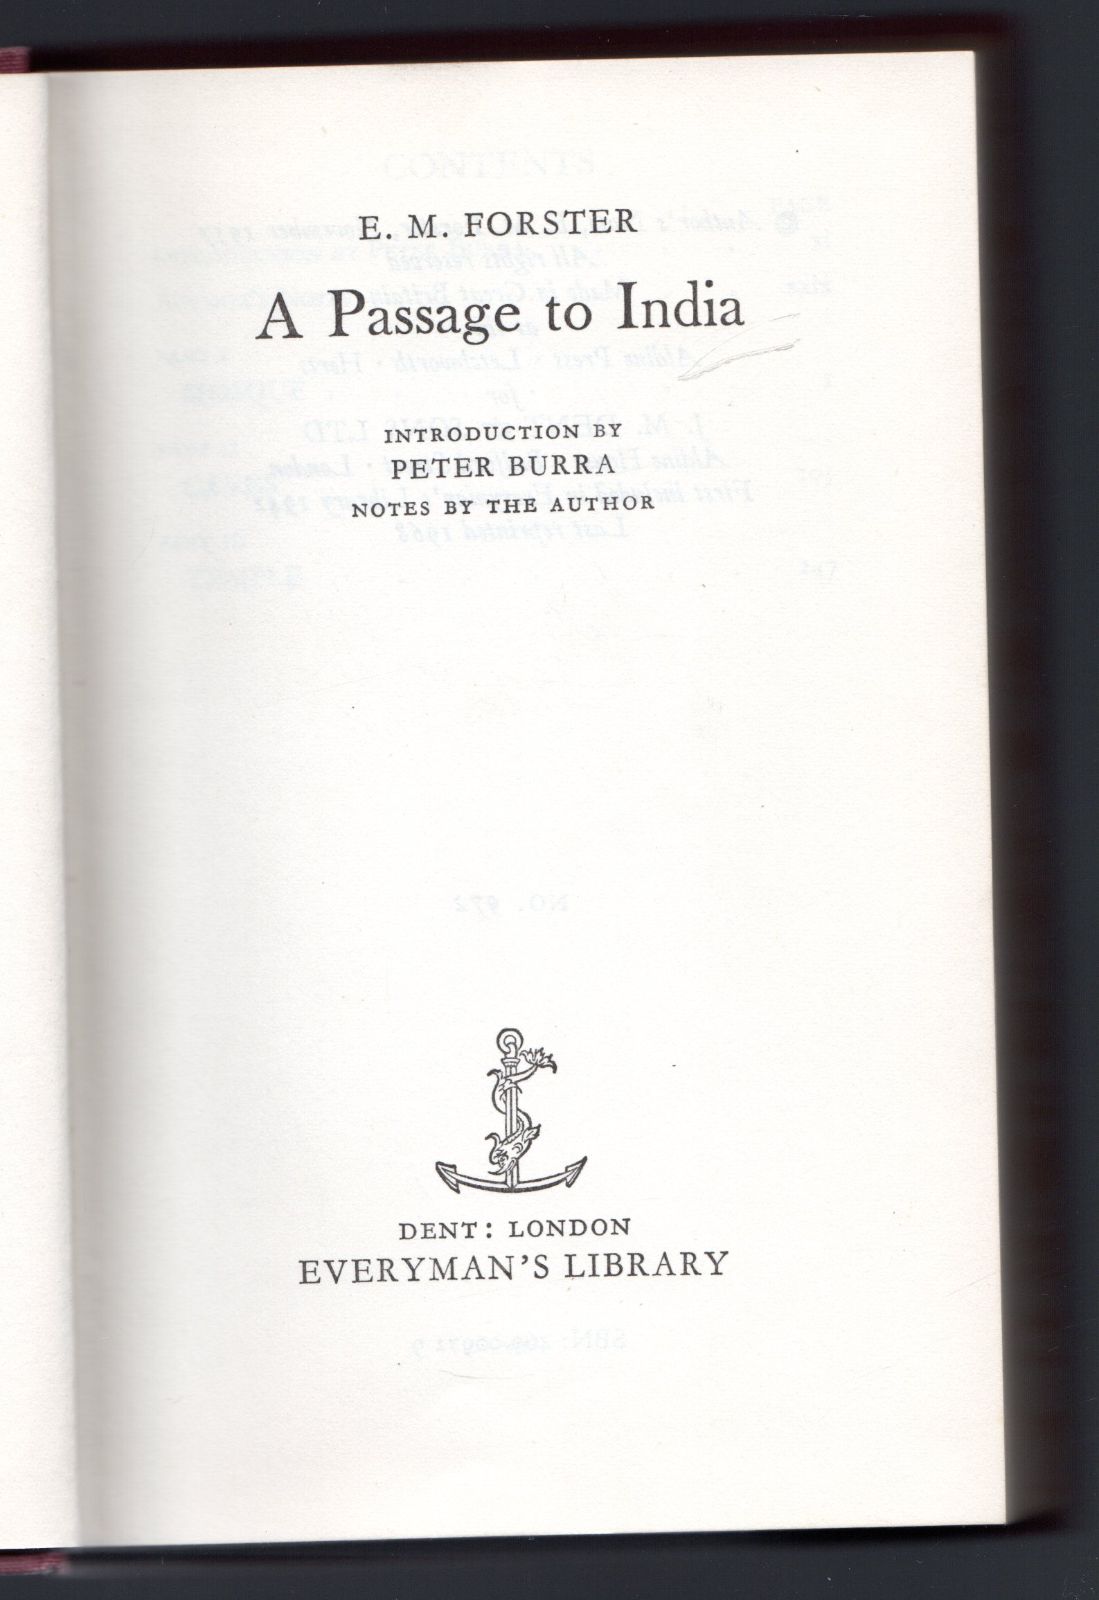 E. M. FORSTER
A Passage to India
INTRODUCTION BY
PETER BURRA
NOTES BY THE AUTHOR
DENT: LONDON
EVERYMAN'S LIBRARY